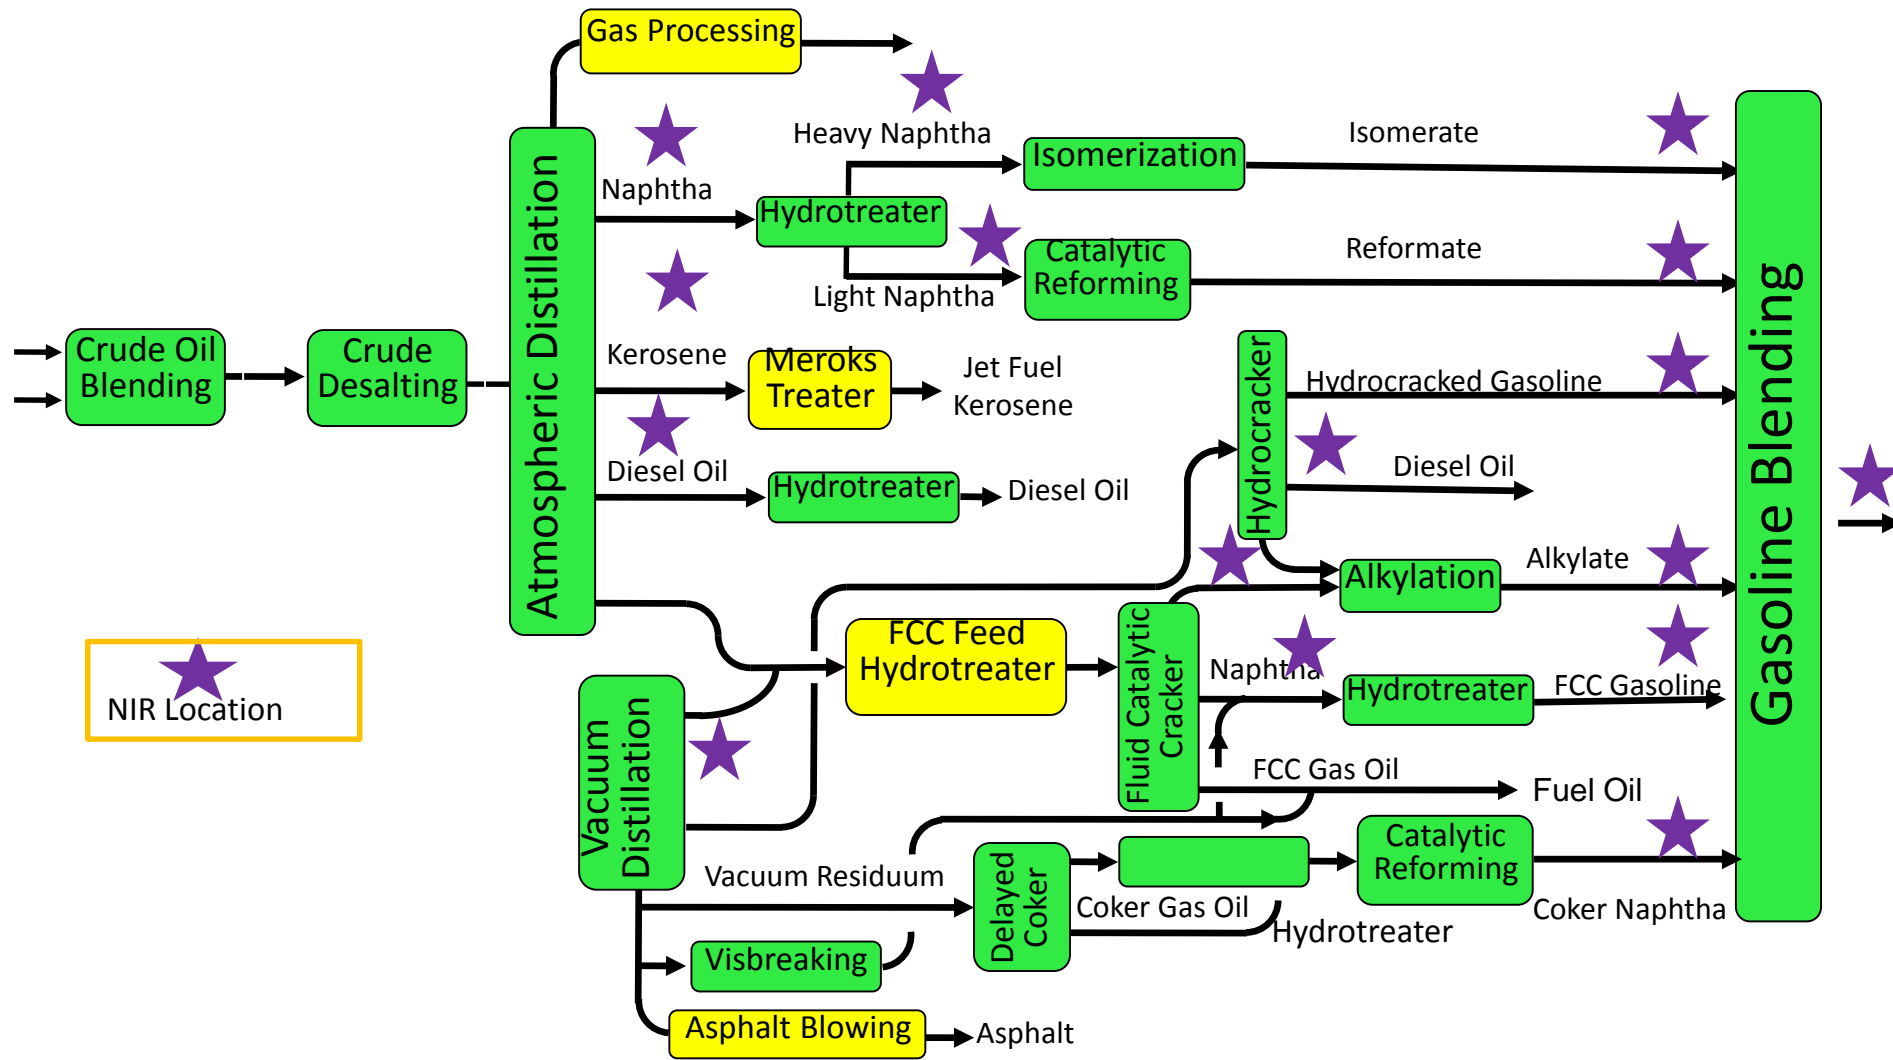 Gas Processing
Heavy Naphtha
Isomerization
Isomerate
Naphtha
Hydrotreater
Light Naphtha
Catalytic
Reforming
Reformate
Atmospheric Distillation
Crude Oil
Blending
Crude
Desalting
Kerosene
Meroks
Treater
Jet Fuel
Kerosene
Diesel Oil
Hydrotreater
Diesel Oil
Hydrocracker
Hydrocracked Gasoline
Diesel Oil
Alkylation
Alkylate
Gasoline Blending
FCC Feed
Hydrotreater
Fluid Catalytic
Cracker
Naphtha
Hydrotreater
FCC Gasoline
FCC Gas Oil
Fuel Oil
NIR Location
Vacuum
Distillation
Vacuum Residuum
Delayed
Coker
Coker Gas Oil
Hydrotreater
Catalytic
Reforming
Coker Naphtha
Visbreaking
Asphalt Blowing
Asphalt